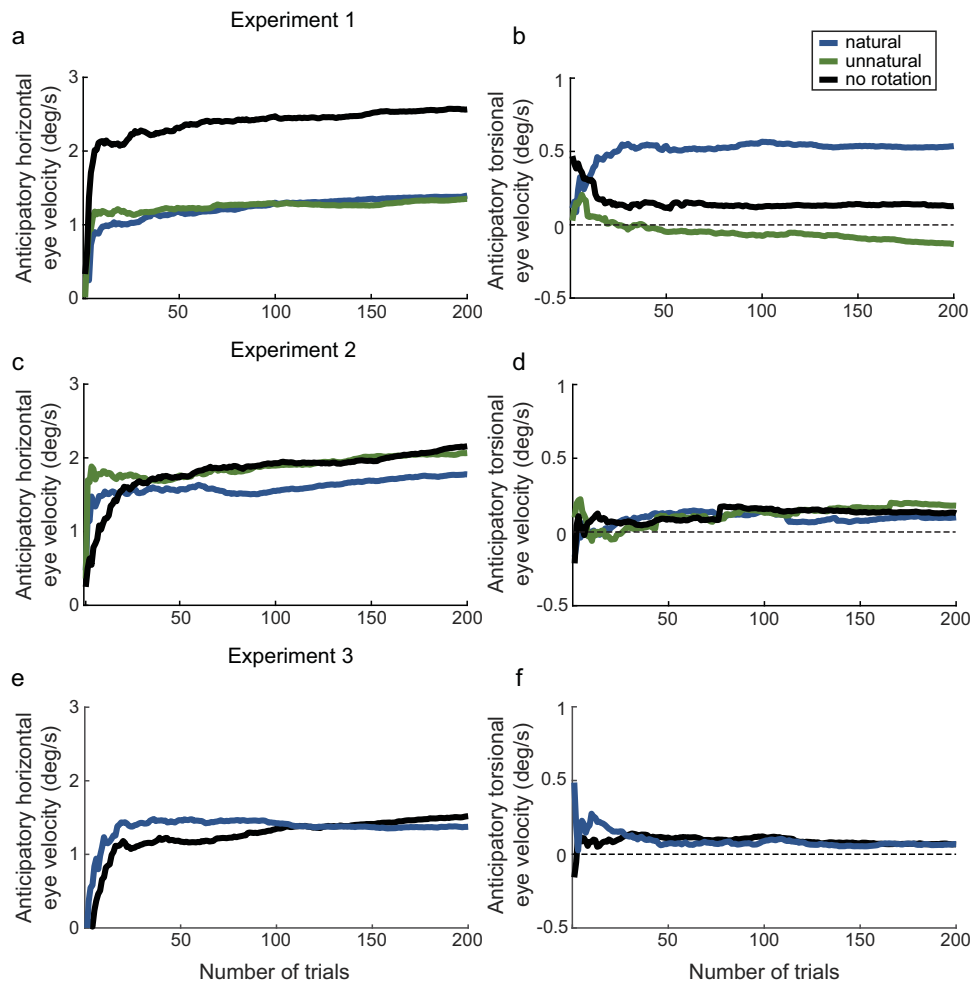 Experiment 1
a
Anticipatory horizontal
eye velocity (deg/s)
3
2
1
0
50
100
150
200
b
natural
unnatural
no rotation
Anticipatory torsional
eye velocity (deg/s)
1
0.5
0
-0.5
50
100
150
200
Experiment 2
c
Anticipatory horizontal
eye velocity (deg/s)
3
2
1
0
50
100
150
200
d
Anticipatory torsional
eye velocity (deg/s)
1
0.5
0
-0.5
50
100
150
200
Experiment 3
e
Anticipatory horizontal
eye velocity (deg/s)
3
2
1
0
50
100
150
200
Number of trials
f
Anticipatory torsional
eye velocity (deg/s)
1
0.5
0
-0.5
50
100
150
200
Number of trials